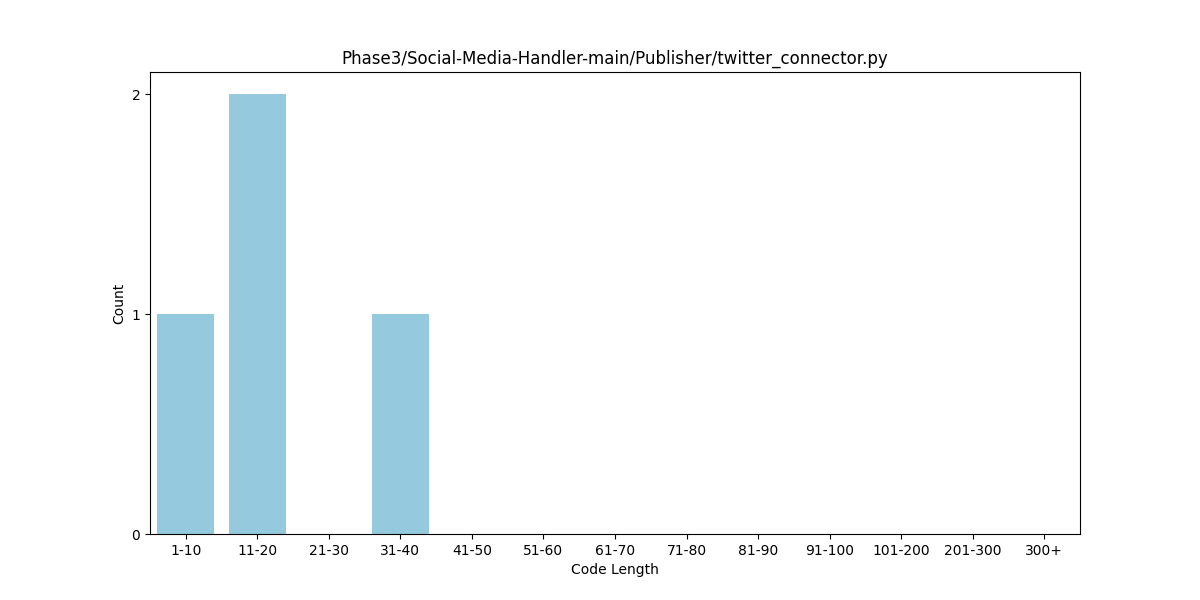 Phase3/Social-Media-Handler-main/Publisher/twitter_connector.py
2
1
0
Count
1-10 11-20 21-30 31-40 41-50 51-60 61-70 71-80 81-90 91-100 101-200 201-300 300+
Code Length